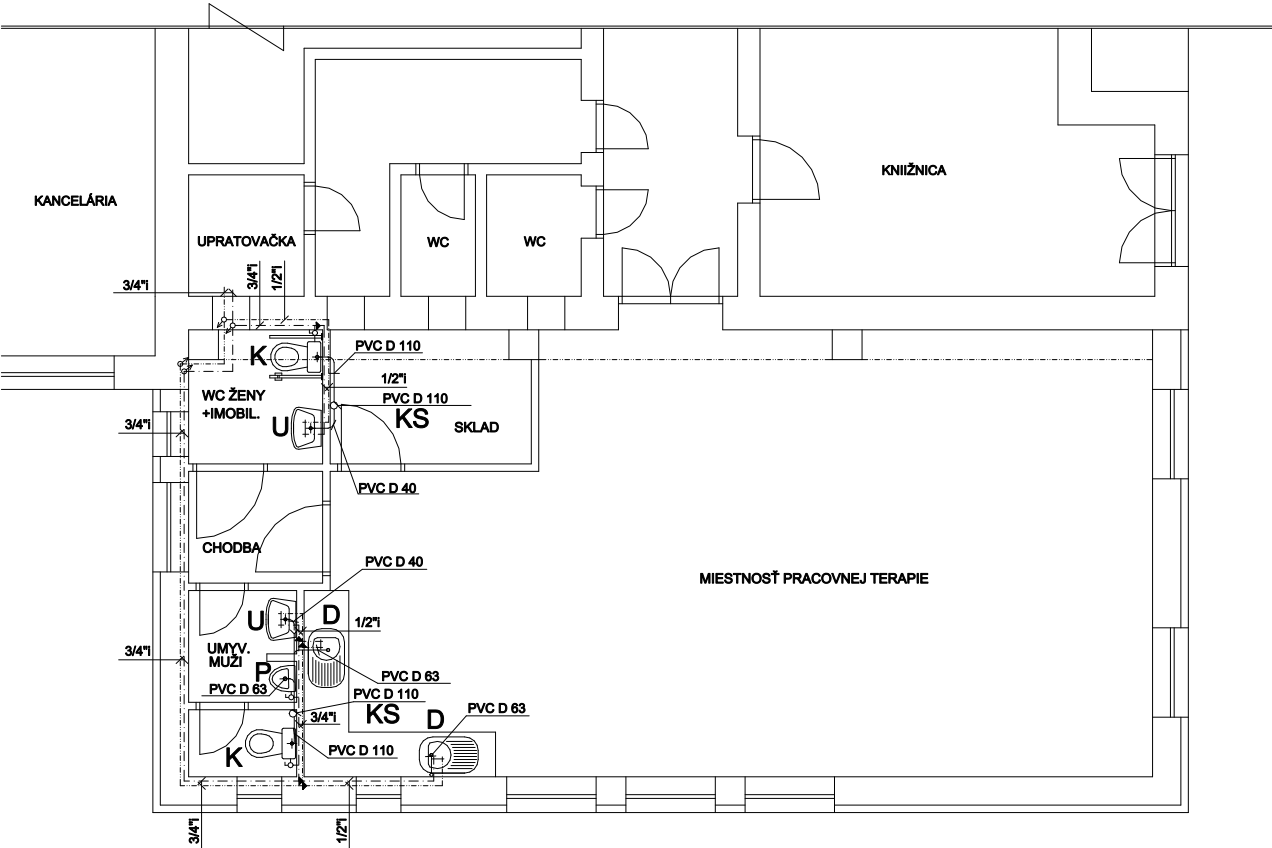 KNIIŽNICA
KANCELÁRIA
UPRATOVAČKA
WC
WC
3/4"i
3/4"i
1/2"i
K
PVC D 110
1/2"i
WC ŽENY
+IMOBIL.
PVC D 110
KS
U
SKLAD
3/4"i
PVC D 40
CHODBA
PVC D 40
MIESTNOSŤ PRACOVNEJ TERAPIE
U
D
1/2"i
UMYV.
MUŽI
3/4"i
P
PVC D 63
PVC D 63
PVC D 110
3/4"i
KS
D
PVC D 63
K
PVC D 110
3/4"i
1/2"i